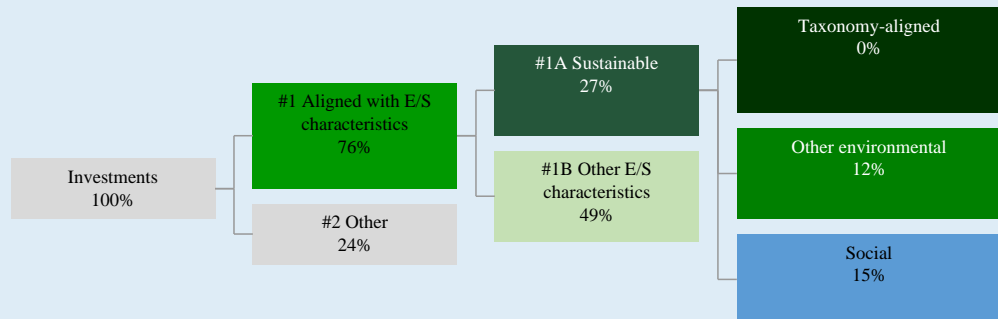 Investments
100%
#1 Aligned with E/S
characteristics
76%
#2 Other
24%
#1A Sustainable
27%
#1B Other E/S
characteristics
49%
Taxonomy-aligned
0%
Other environmental
12%
Social
15%